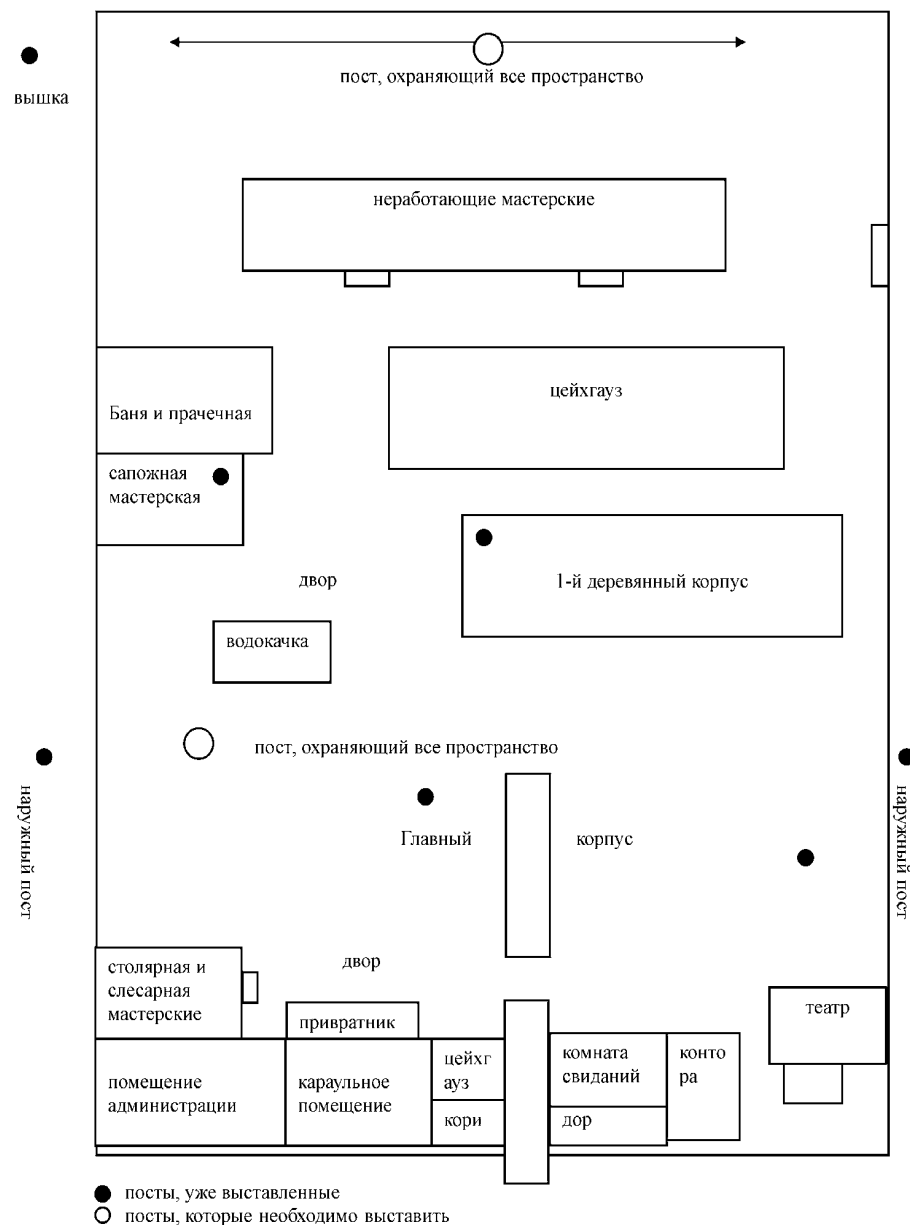 пост, охраняющий все пространство
вышка
неработающие мастерские
цейхгауз
Баня и прачечная
сапожная
мастерская
1-й деревянный корпус
двор
водокачка
пост, охраняющий все пространство
наружный пост
наружный пост
Главный корпус
двор
столярная и
слесарная
мастерские
привратник
театр
помещение
администрации
караульное
помещение
цейхг
ауз
кори
комната
свиданий
дор
конто
ра
посты, уже выставленные
посты, которые необходимо выставить